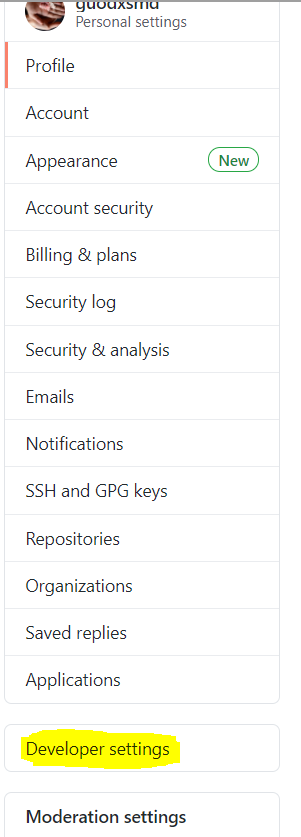 Personal settings
Profile
Account
Appearance New
Account security
Billing & plans
Security log
Security & analysis
Emails
Notifications
SSH and GPG keys
Repositories
Organizations
Saved replies
Applications
Developer settings
Moderation settings